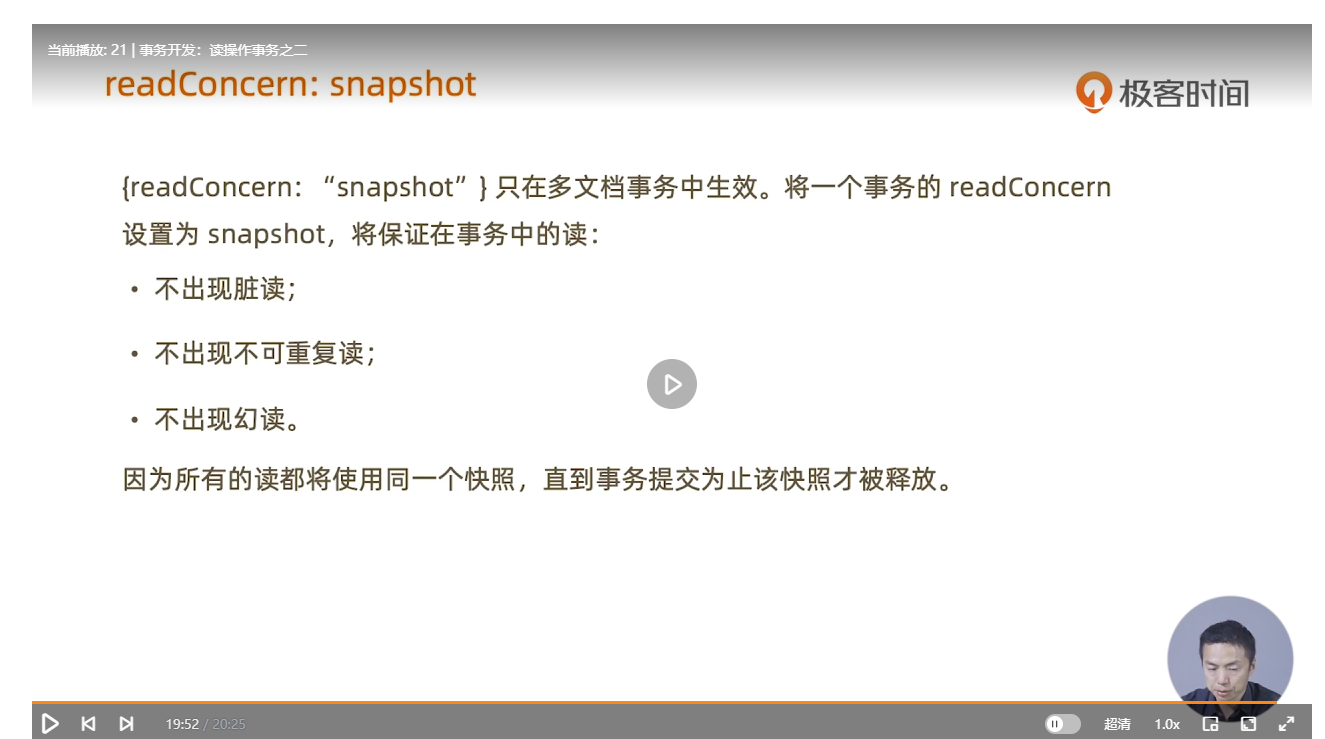 当前播放: 21 | 事务开发：读操作事务之二
readConcern: snapshot
极客时间
{readConcern：“snapshot”} 只在多文档事务中生效。将一个事务的 readConcern
设置为 snapshot，将保证在事务中的读：
• 不出现脏读；
• 不出现不可重复读；
• 不出现幻读。
因为所有的读都将使用同一个快照，直到事务提交为止该快照才被释放。
19:52 / 20:25
超清 1.0x